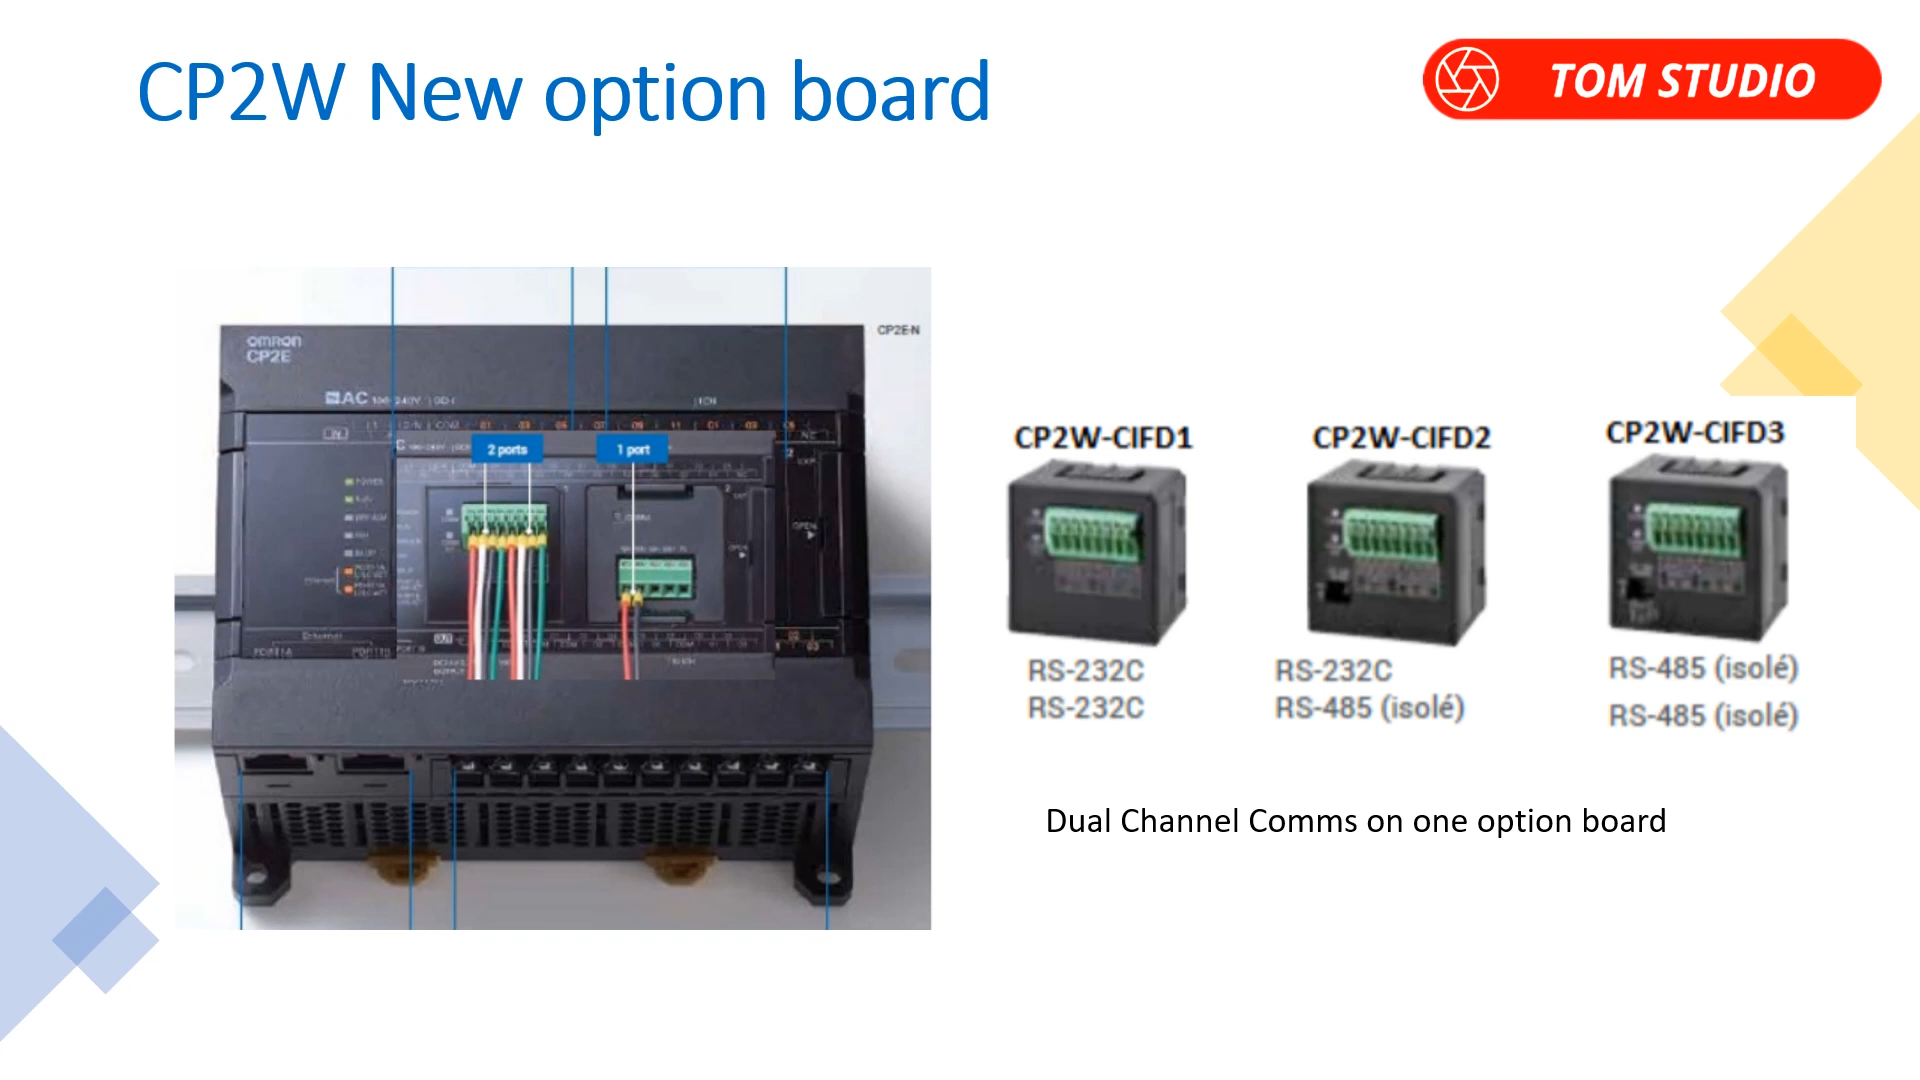 CP2W New option board
TOM STUDIO
CP2E-N
OMRON
CP2E
AC
2 ports
1 port
CP2W-CIFD1
CP2W-CIFD2
CP2W-CIFD3
RS-232C
RS-232C
RS-232C
RS-485 (isolé)
RS-485 (isolé)
RS-485 (isolé)
Dual Channel Comms on one option board